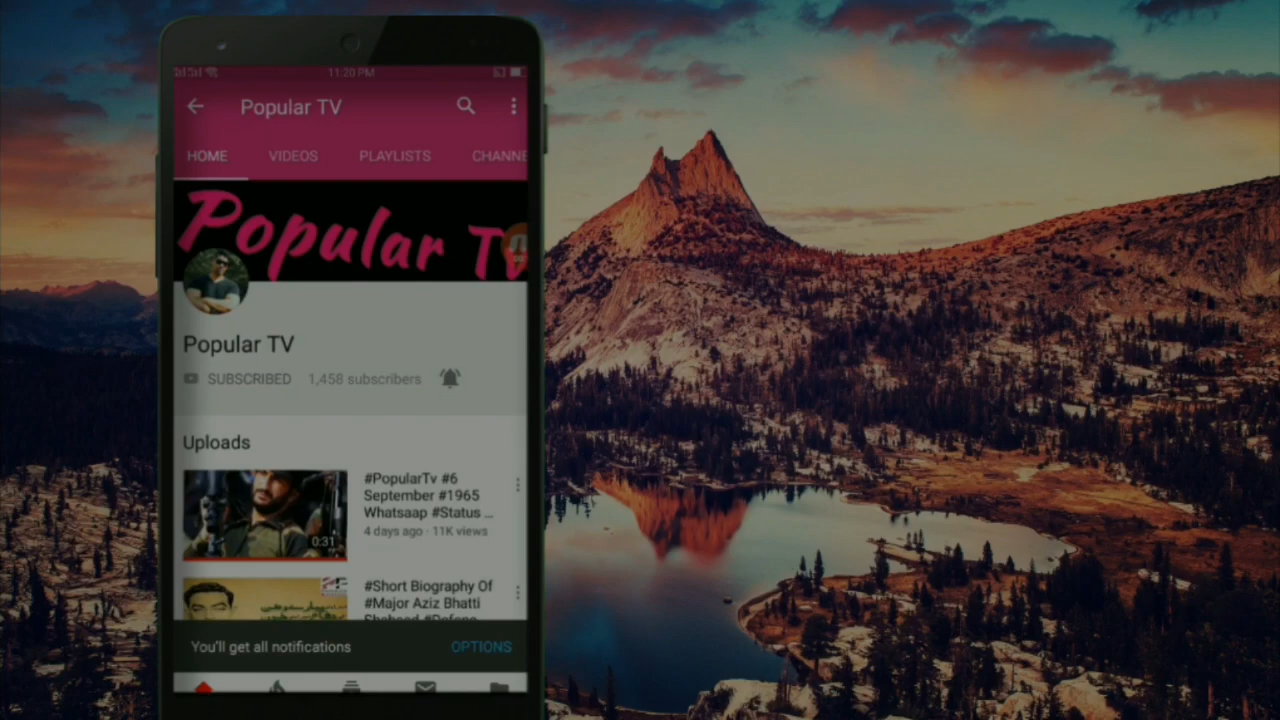 11:20 PM
Popular TV
HOME VIDEOS PLAYLISTS CHANNE
Popular TV
Popular TV
SUBSCRIBED 1,458 subscribers
Uploads
#PopularTv #6
September #1965
Whatsaap #Status ...
4 days ago · 11K views
0:31
#Short Biography Of
#Major Aziz Bhatti
You'll get all notifications OPTIONS